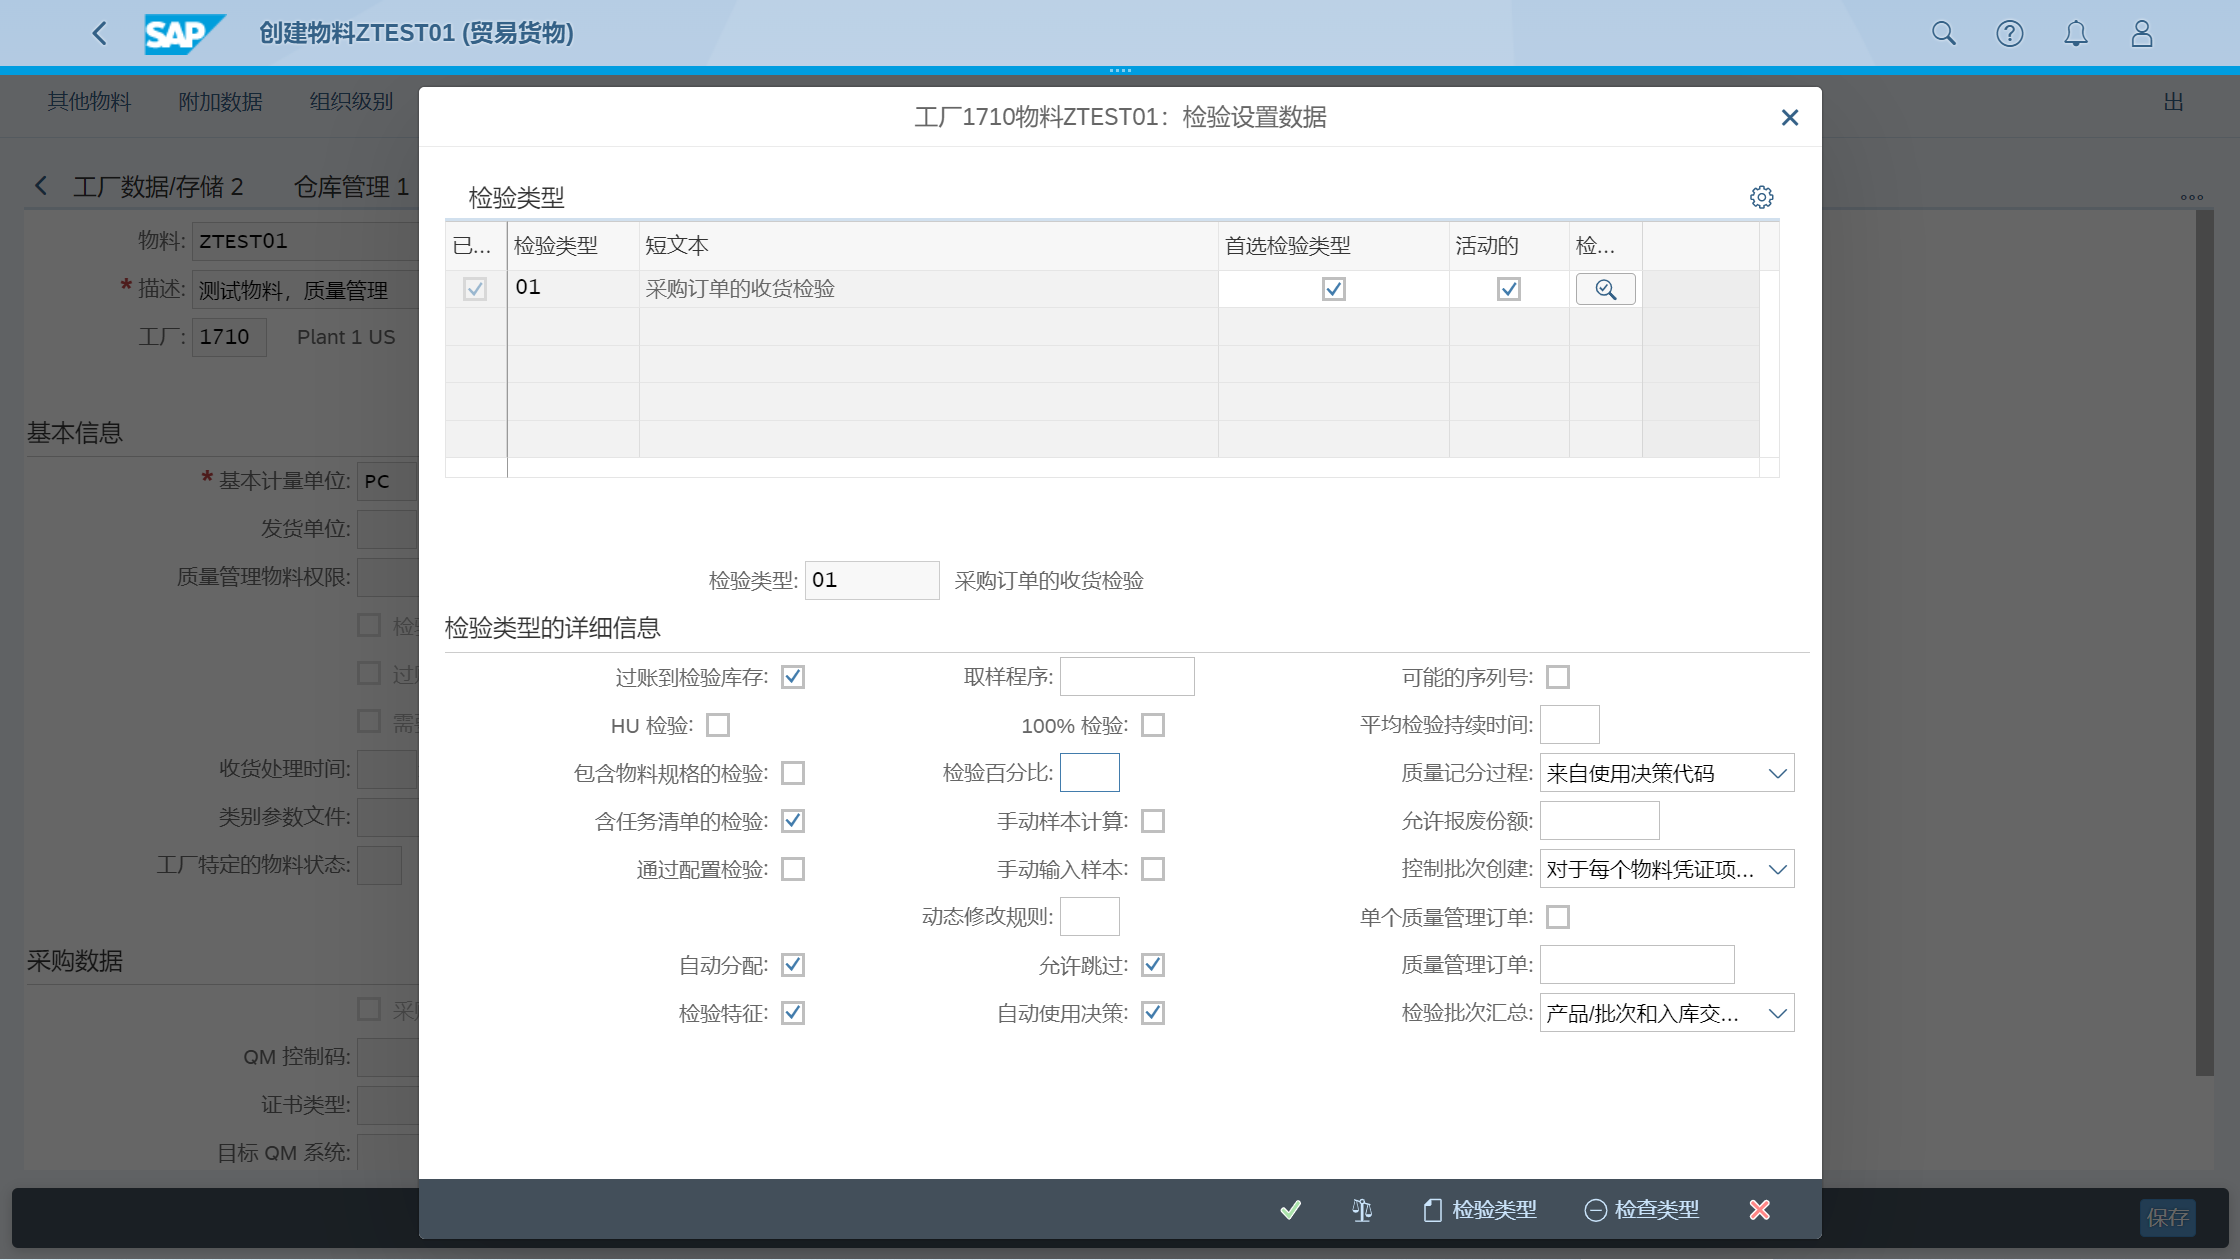 SAP 创建物料ZTEST01 (贸易货物)
其他物料 附加数据 组织级别 出
工厂1710物料ZTEST01：检验设置数据
工厂数据/存储 2 仓库管理 1
物料: ZTEST01
* 描述: 测试物料，质量管理
工厂: 1710 Plant 1 US
基本信息
* 基本计量单位: PC
发货单位:
质量管理物料权限:
检
过
需
收货处理时间:
类别参数文件:
工厂特定的物料状态:
采购数据
采
QM 控制码:
证书类型:
目标 QM 系统:
检验类型
已... 检验类型 短文本 首选检验类型 活动的 检...
01 采购订单的收货检验
检验类型: 01 采购订单的收货检验
检验类型的详细信息
过账到检验库存: 取样程序: 可能的序列号:
HU 检验: 100% 检验: 平均检验持续时间:
包含物料规格的检验: 检验百分比: 质量记分过程: 来自使用决策代码
含任务清单的检验: 手动样本计算: 允许报废份额:
通过配置检验: 手动输入样本: 控制批次创建: 对于每个物料凭证项...
动态修改规则: 单个质量管理订单:
自动分配: 允许跳过: 质量管理订单:
检验特征: 自动使用决策: 检验批次汇总: 产品/批次和入库交...
检验类型 检查类型
保存